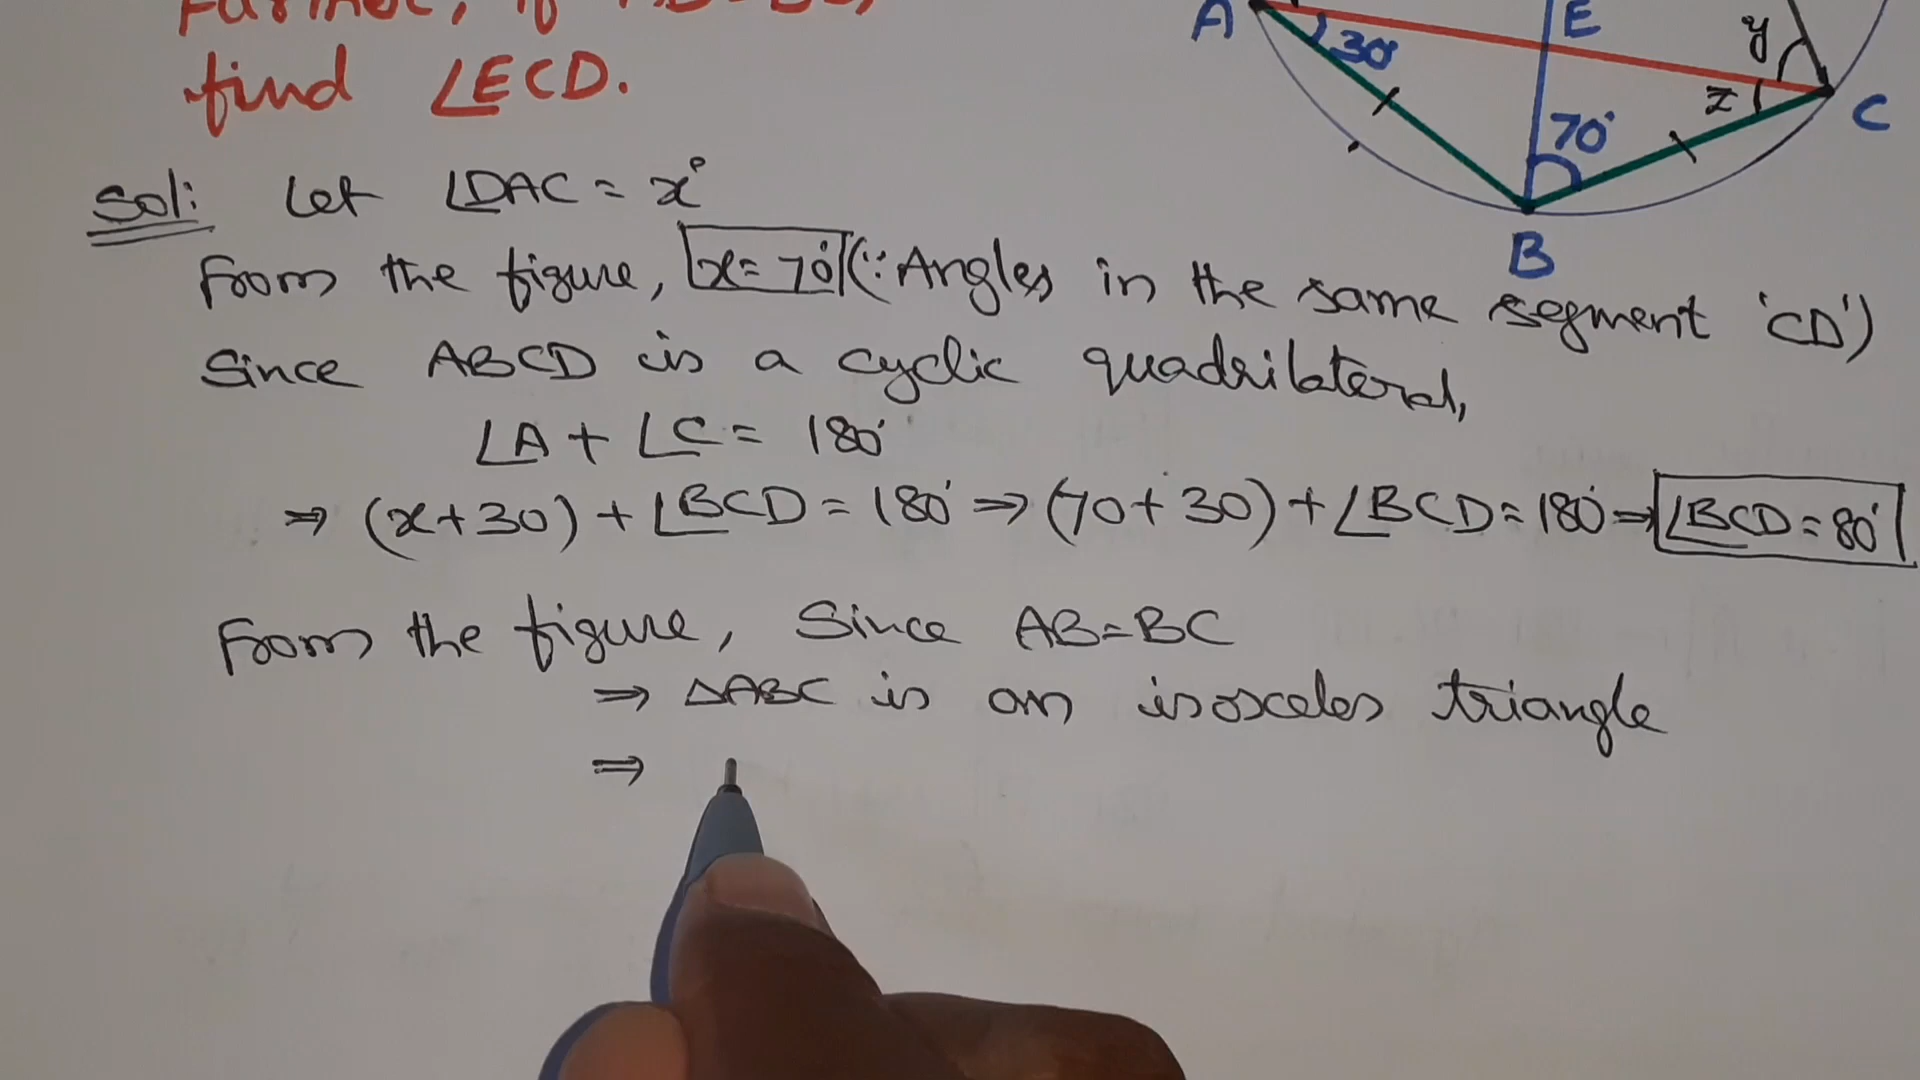 find ∠ECD.
A
E
y
30°
z
C
70°
B
Sol: Let ∠DAC = x°
From the figure, x = 70° (∵ Angles in the same segment 'CD')
Since ABCD is a cyclic quadrilateral,
∠A + ∠C = 180°
⇒ (x+30) + ∠BCD = 180° ⇒ (70+30) + ∠BCD = 180° ⇒ ∠BCD = 80°
From the figure, Since AB = BC
⇒ △ABC is an isosceles triangle
⇒